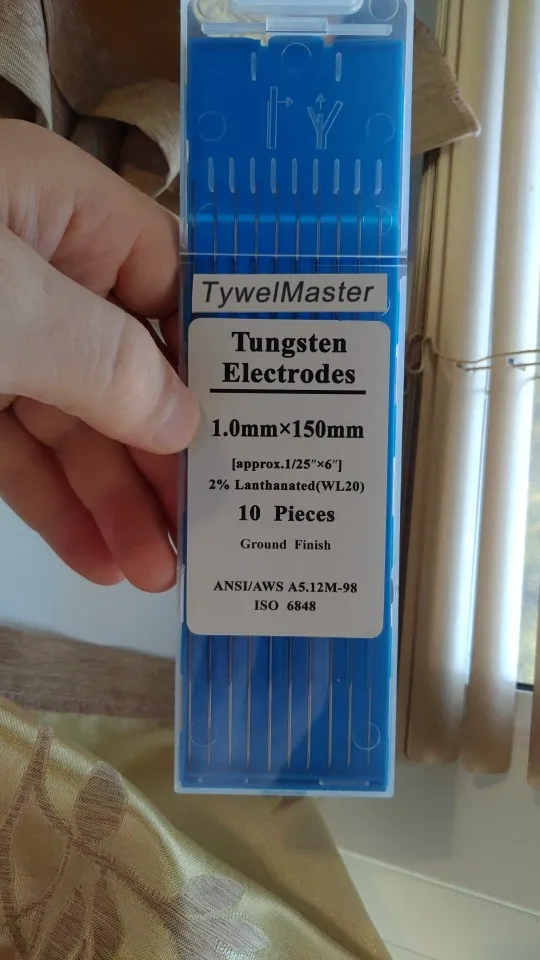 TywelMaster
Tungsten
Electrodes
1.0mm×150mm
[approx.1/25"×6"]
2% Lanthanated(WL20)
10 Pieces
Ground Finish
ANSI/AWS A5.12M-98
ISO 6848